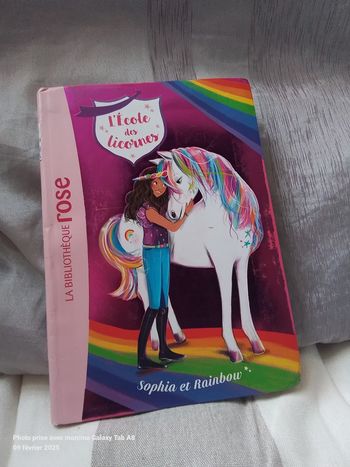 L'École
des
licornes
LA BIBLIOTHÈQUE rose
Sophia et Rainbow
Photo prise avec mon/ma Galaxy Tab A8
09 février 2025